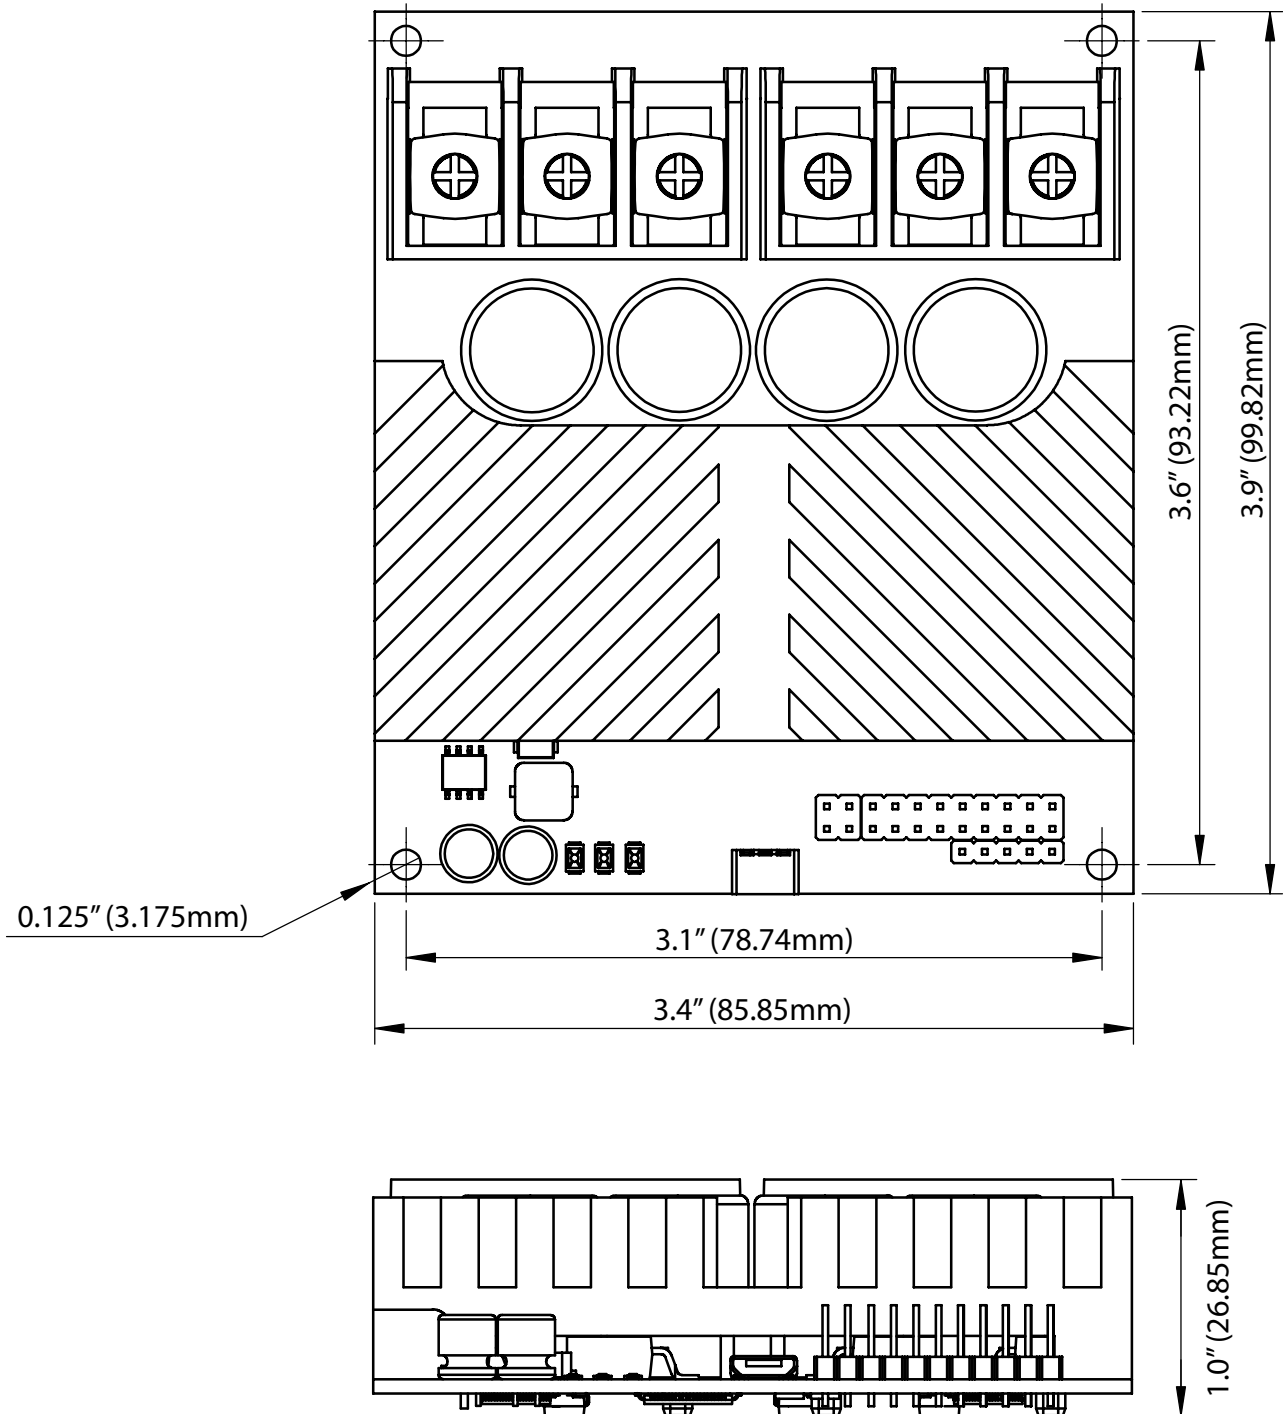 3.6” (93.22mm)
3.9” (99.82mm)
0.125” (3.175mm)
3.1” (78.74mm)
3.4” (85.85mm)
1.0” (26.85mm)